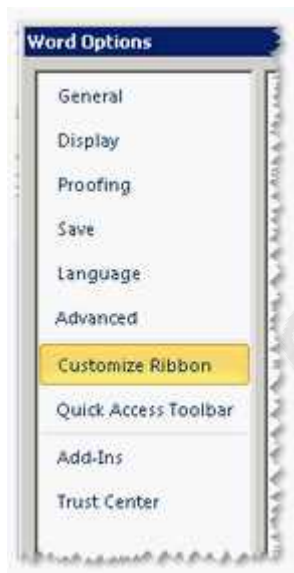 Word Options
General
Display
Proofing
Save
Language
Advanced
Customize Ribbon
Quick Access Toolbar
Add-Ins
Trust Center